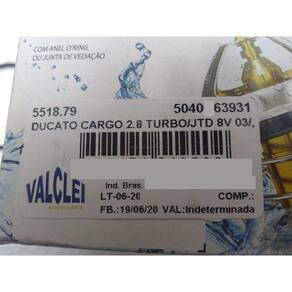 COM ANEL O'RING
OU JUNTA DE VEDAÇÃO
5518.79 5040 63931
DUCATO CARGO 2.8 TURBO/JTD 8V 03/,
VALCLEI
Ind. Bras.
LT-06-20 COMP.:
FB.:19/06/20 VAL:Indeterminada